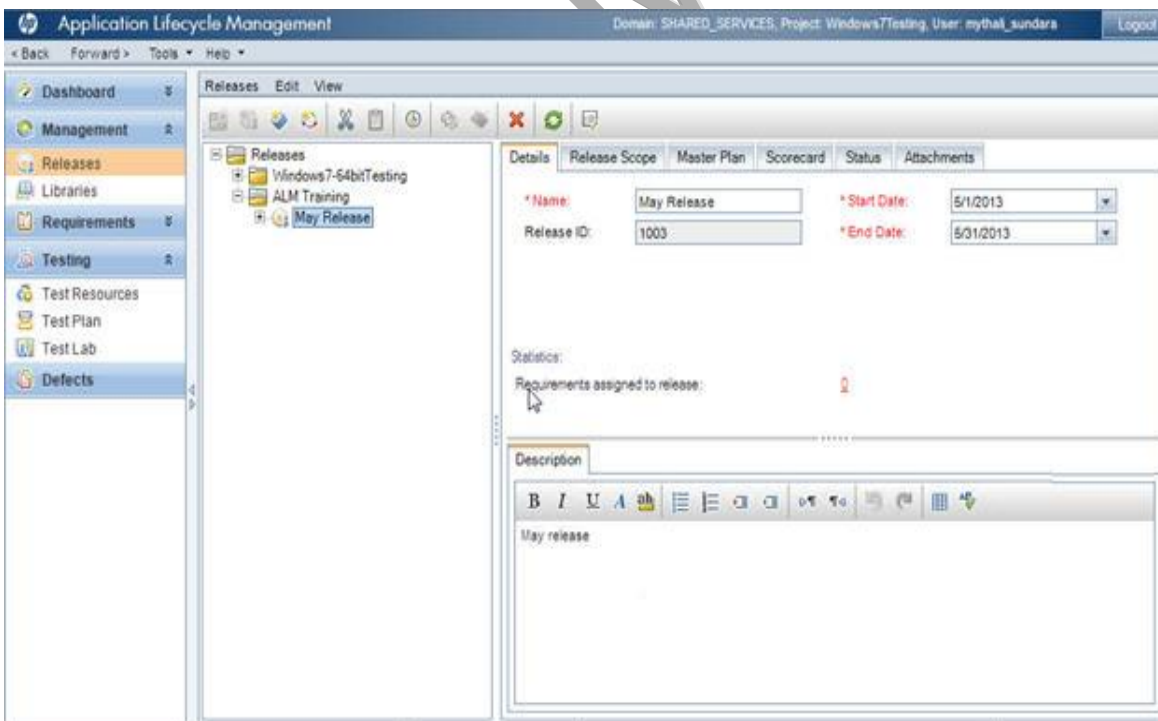 hp Application Lifecycle Management Domain: SHARED_SERVICES, Project: Windows7Testing, User: mythali_sundara Logout
< Back Forward > Tools Help
Dashboard
Management
Releases
Libraries
Requirements
Testing
Test Resources
Test Plan
Test Lab
Defects
Releases Edit View
Releases
Windows7-64bitTesting
ALM Training
May Release
Details Release Scope Master Plan Scorecard Status Attachments
*Name: May Release *Start Date: 5/1/2013
Release ID: 1003 *End Date: 5/31/2013
Statistics:
Requirements assigned to release: 0
Description
B I U A ab
May release